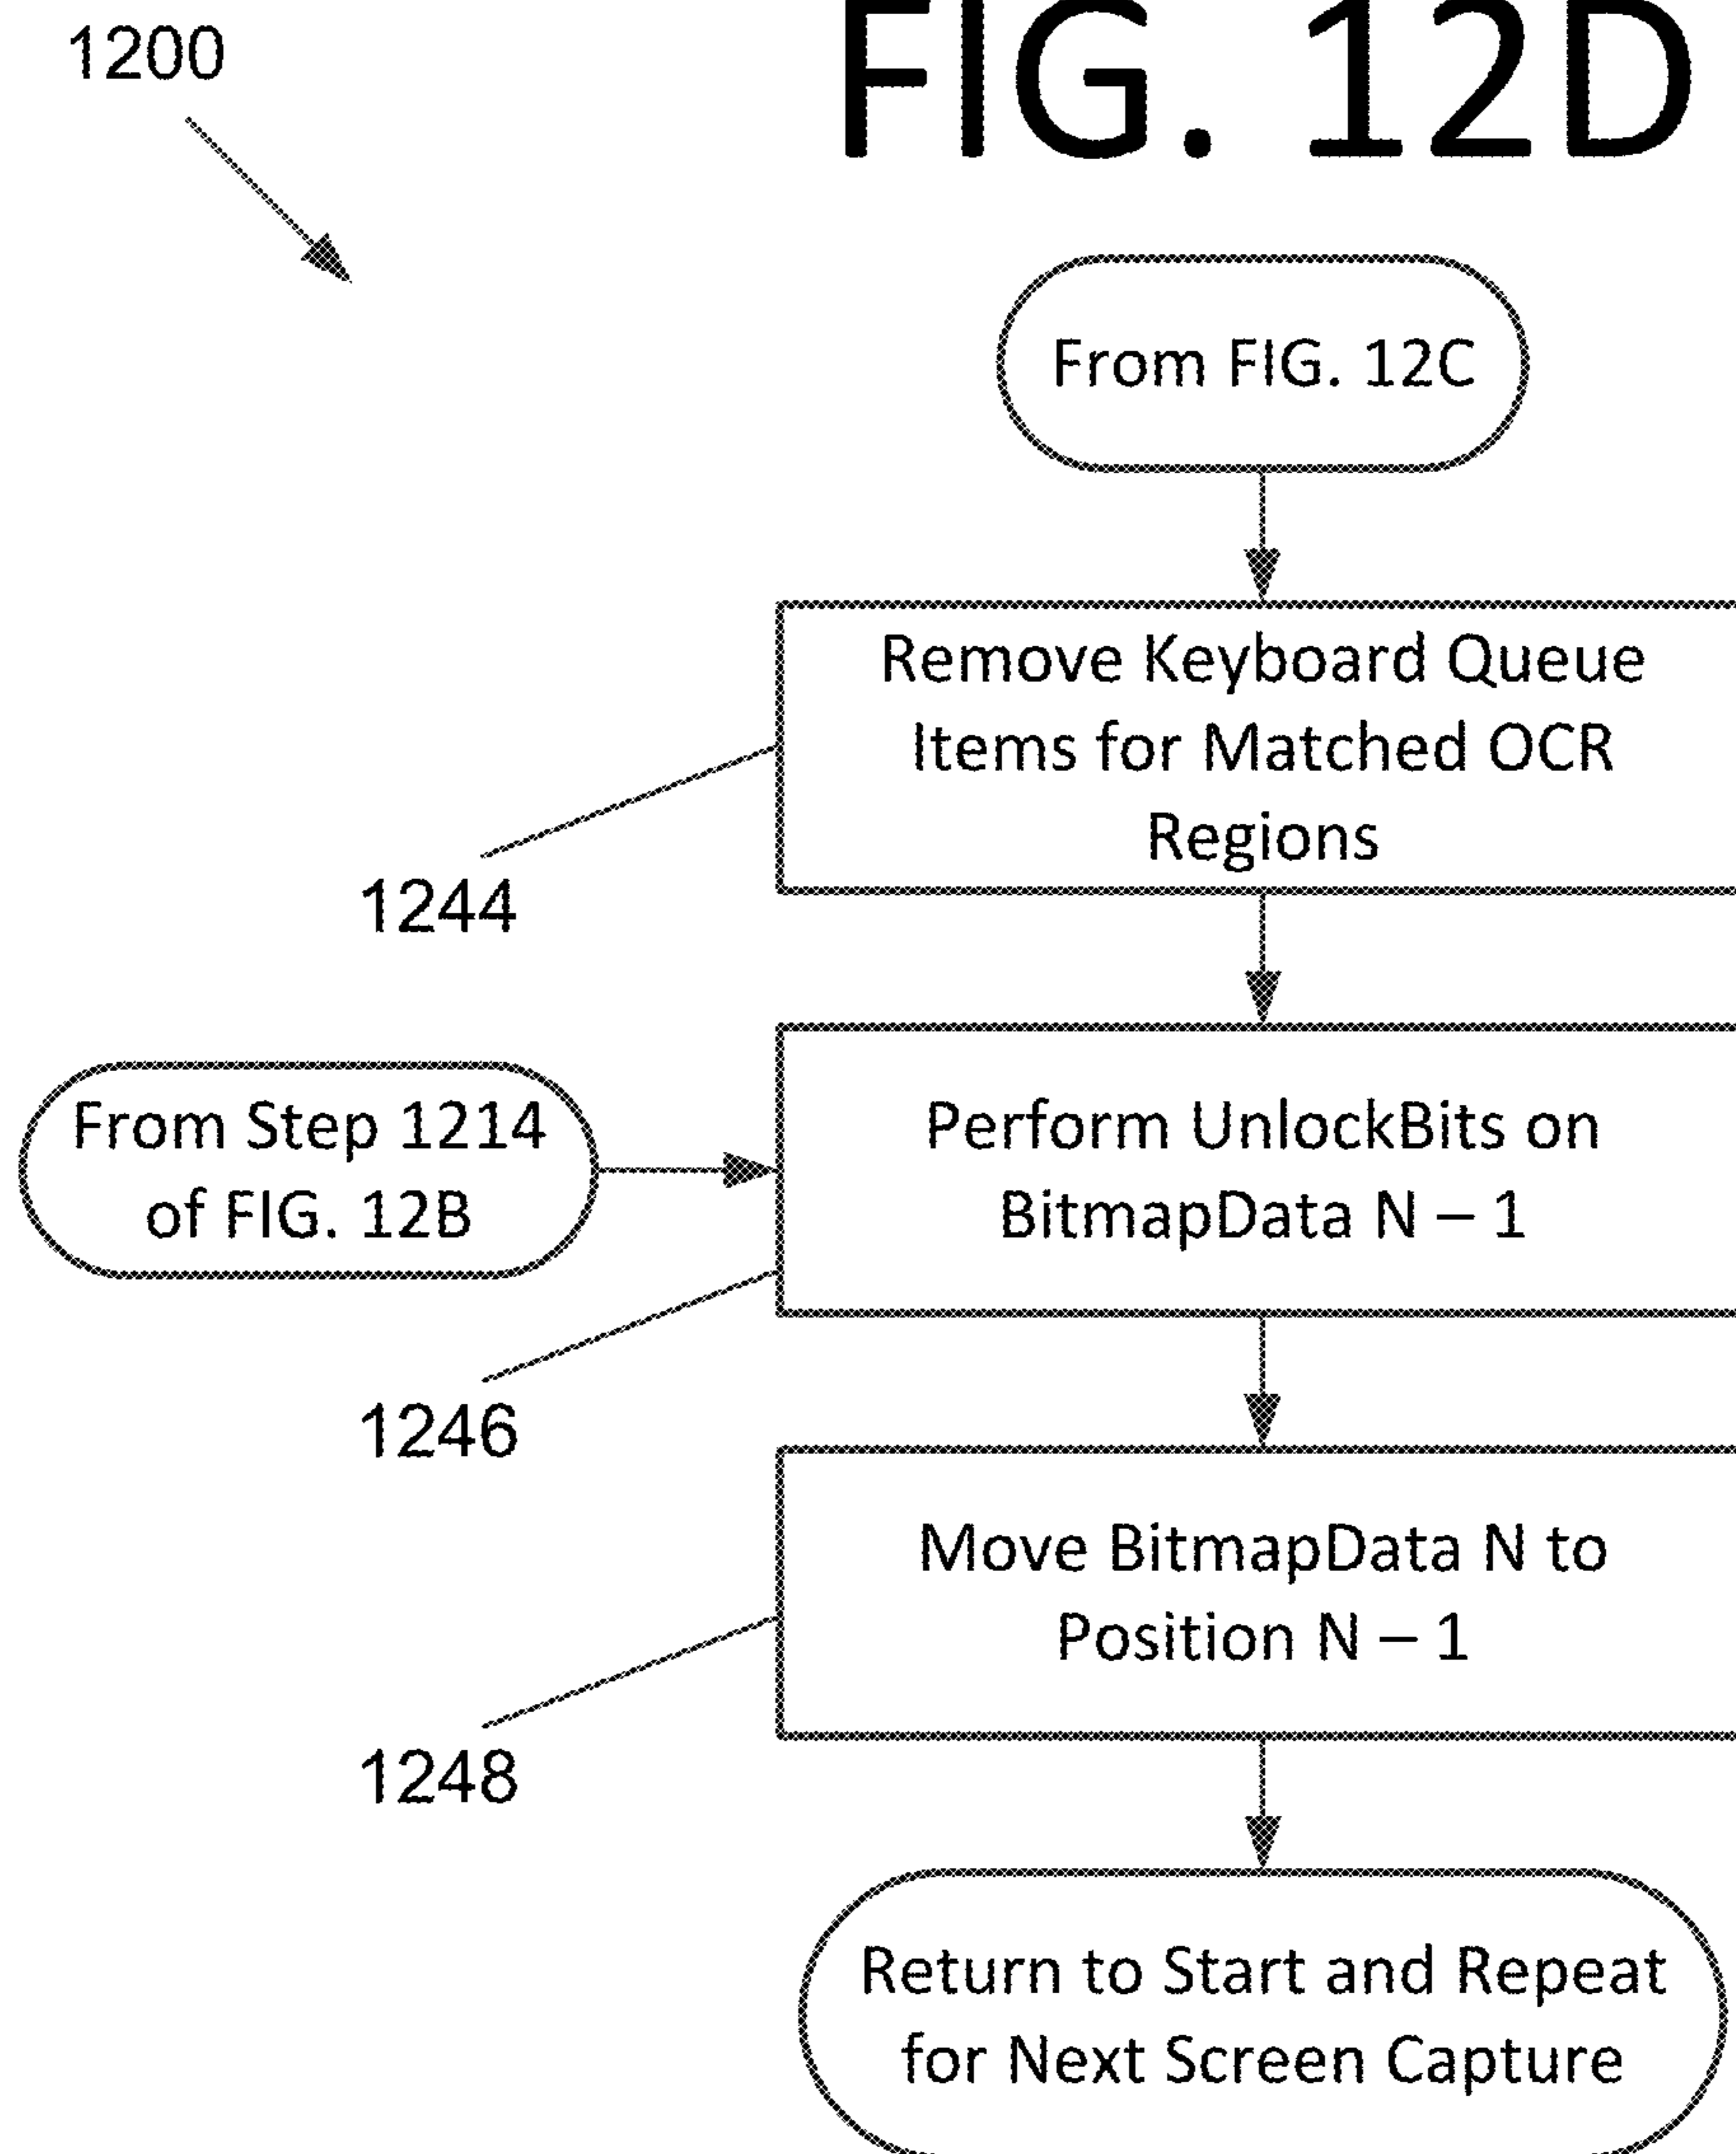 1200
FIG. 12D
From FIG. 12C
Remove Keyboard Queue
Items for Matched OCR
Regions
1244
From Step 1214
of FIG. 12B
Perform UnlockBits on
BitmapData N – 1
1246
Move BitmapData N to
Position N – 1
1248
Return to Start and Repeat
for Next Screen Capture